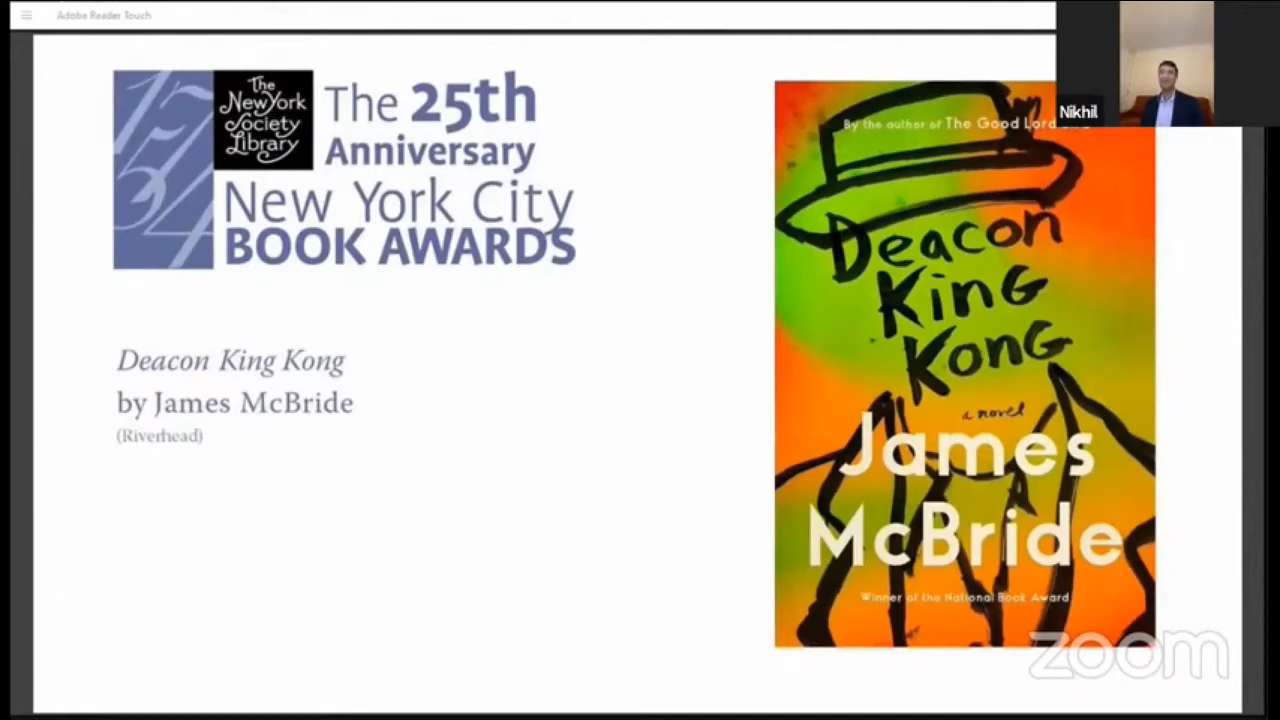 Adobe Reader Touch
1754
The
New York
Society
Library
The 25th
Anniversary
New York City
BOOK AWARDS
Deacon King Kong
by James McBride
(Riverhead)
By the author of The Good Lord
Deacon
King
Kong
a novel
James
McBride
Winner of the National Book Award
Nikhil
zoom